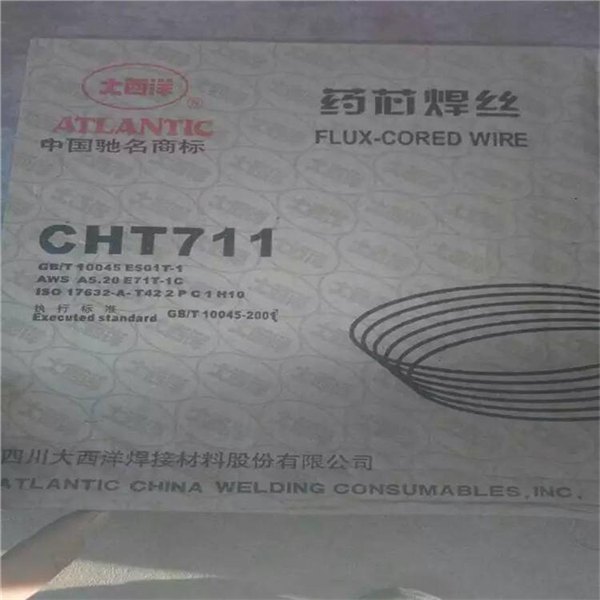 大西洋
®
ATLANTIC
中国驰名商标
药芯焊丝
FLUX-CORED WIRE
CHT711
GB/T 10045 E501T-1
AWS A5.20 E71T-1C
ISO 17632-A-T42 2 P C 1 H10
执行标准
Executed standard GB/T 10045-2001
四川大西洋焊接材料股份有限公司
ATLANTIC CHINA WELDING CONSUMABLES, INC.